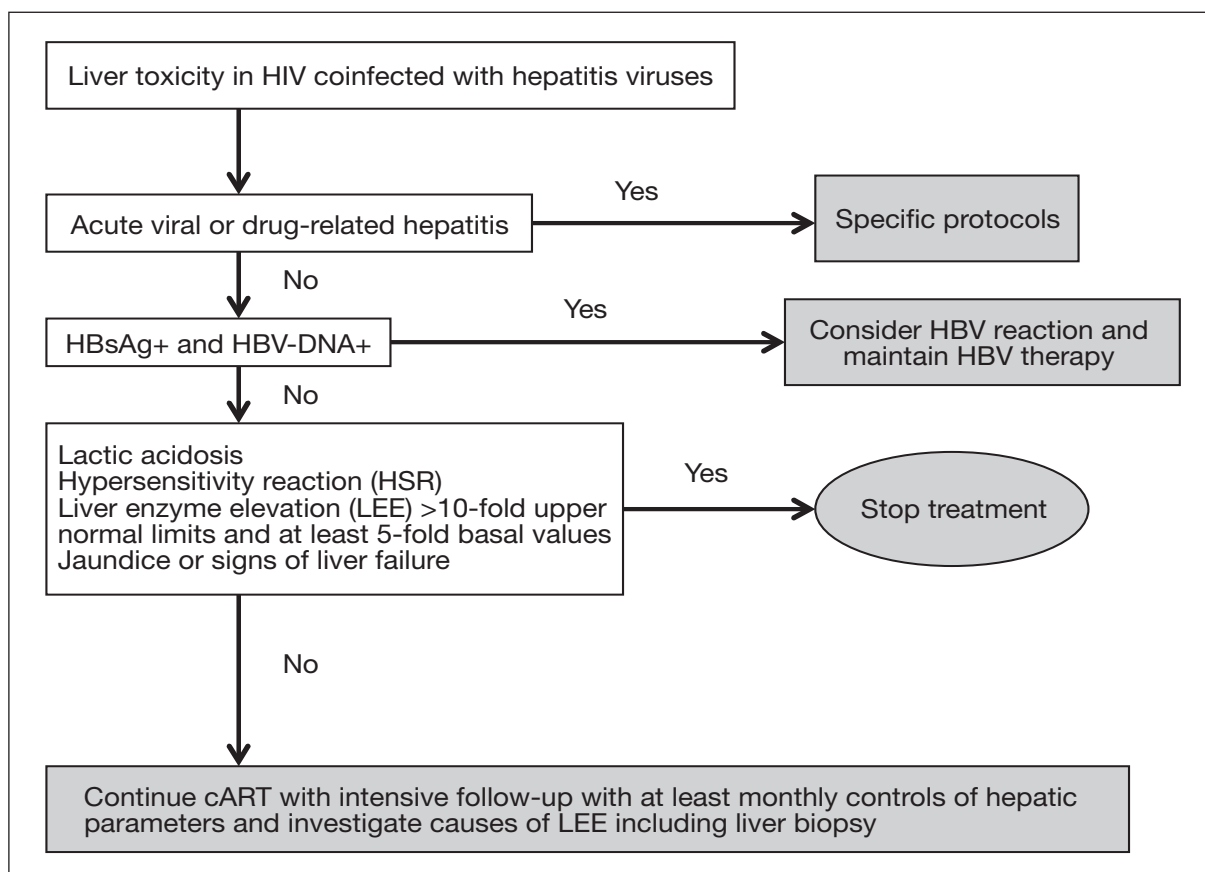 Liver toxicity in HIV coinfected with hepatitis viruses
Yes
Acute viral or drug-related hepatitis
Specific protocols
No
Yes
HBsAg+ and HBV-DNA+
Consider HBV reaction and
maintain HBV therapy
No
Lactic acidosis
Hypersensitivity reaction (HSR)
Liver enzyme elevation (LEE) >10-fold upper
normal limits and at least 5-fold basal values
Jaundice or signs of liver failure
Yes
Stop treatment
No
Continue cART with intensive follow-up with at least monthly controls of hepatic
parameters and investigate causes of LEE including liver biopsy